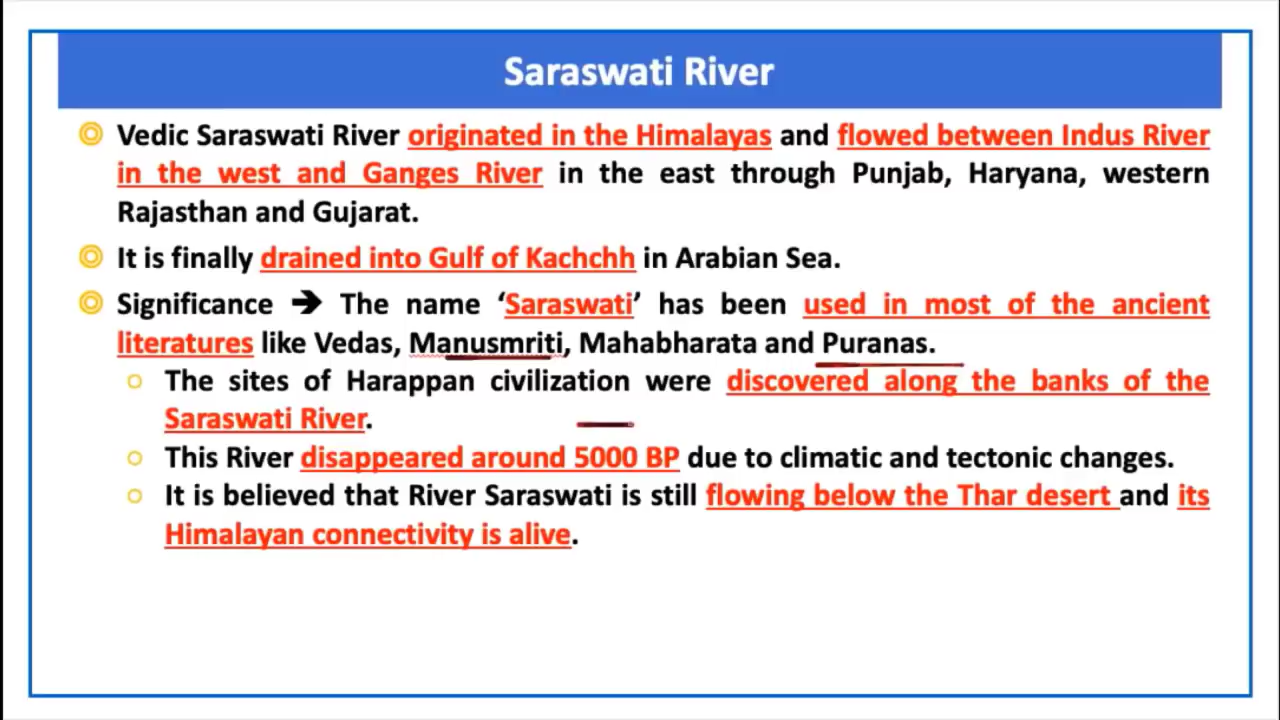 Saraswati River
Vedic Saraswati River originated in the Himalayas and flowed between Indus River
in the west and Ganges River in the east through Punjab, Haryana, western
Rajasthan and Gujarat.
It is finally drained into Gulf of Kachchh in Arabian Sea.
Significance ➔ The name ‘Saraswati’ has been used in most of the ancient
literatures like Vedas, Manusmriti, Mahabharata and Puranas.
The sites of Harappan civilization were discovered along the banks of the
Saraswati River.
This River disappeared around 5000 BP due to climatic and tectonic changes.
It is believed that River Saraswati is still flowing below the Thar desert and its
Himalayan connectivity is alive.